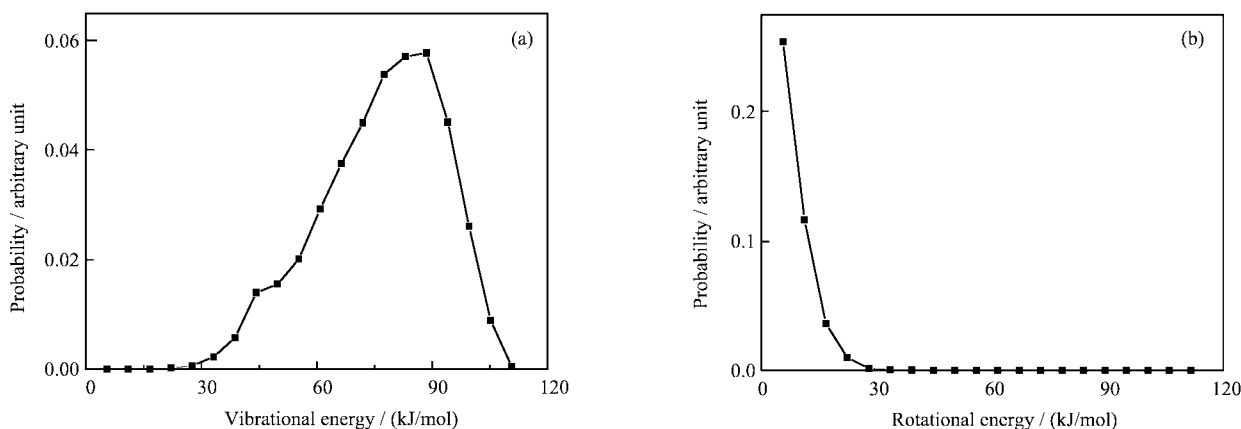 (a)
Probability / arbitrary unit
0.06
0.04
0.02
0.00
0 30 60 90 120
Vibrational energy / (kJ/mol)
(b)
Probability / arbitrary unit
0.2
0.1
0.0
0 30 60 90 120
Rotational energy / (kJ/mol)